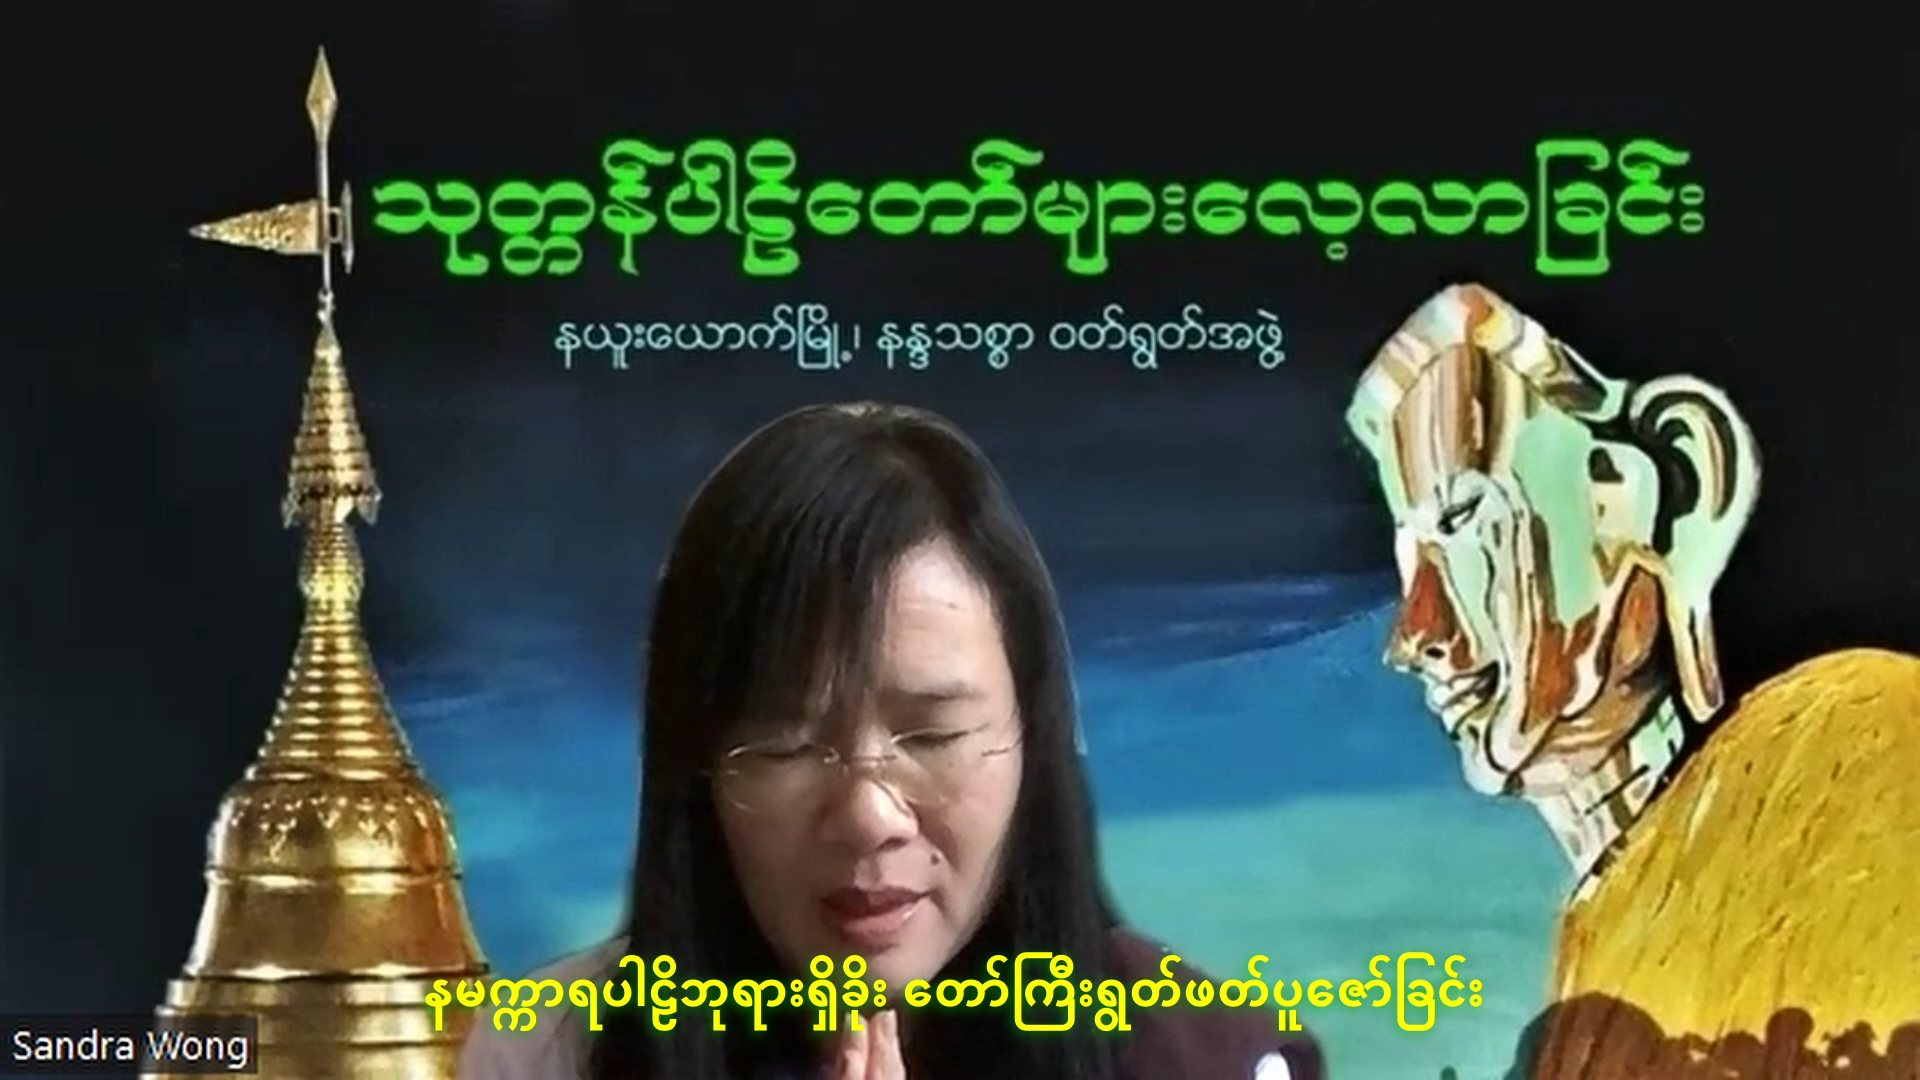 သုတ္တန်ပါဠိတော်များလေ့လာခြင်း
နယူးယောက်မြို့၊ နန္ဒသစ္စာ ဝတ်ရွတ်အဖွဲ့
နမက္ကာရပါဠိဘုရားရှိခိုး တော်ကြီးရွတ်ဖတ်ပူဇော်ခြင်း
Sandra Wong